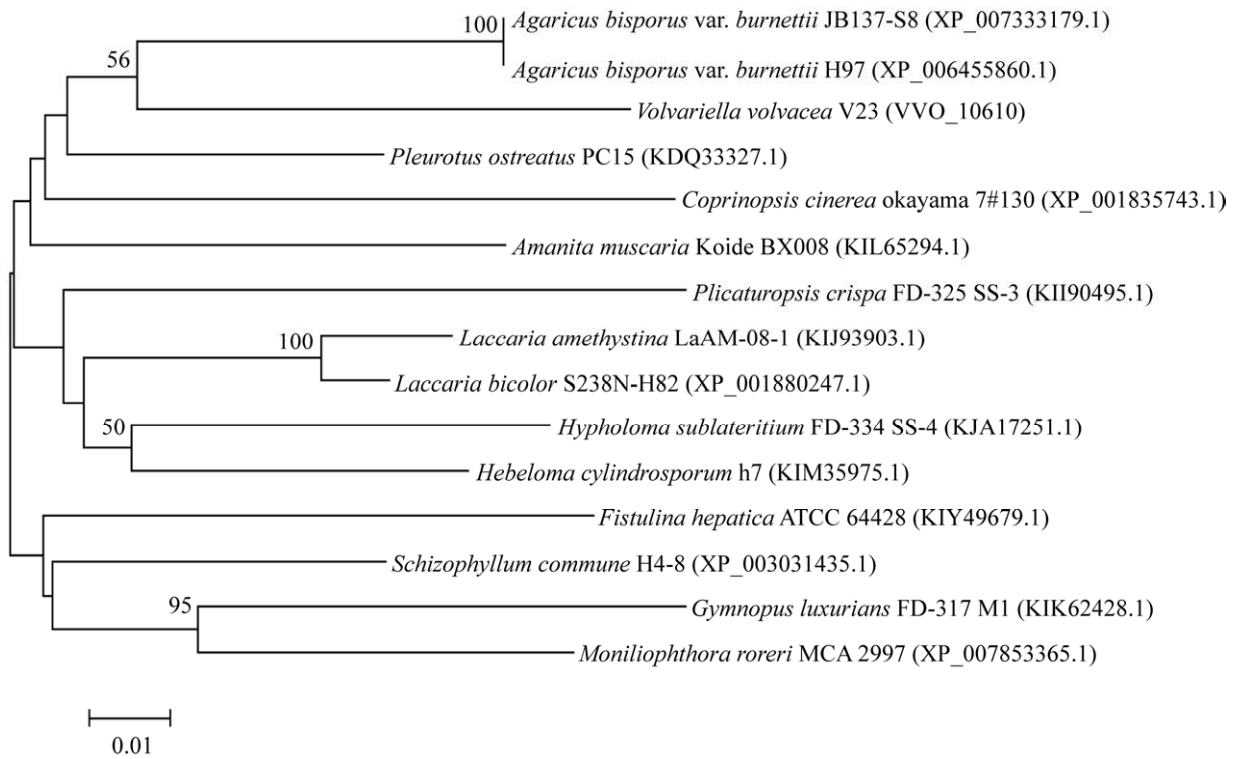 100 Agaricus bisporus var. burnettii JB137-S8 (XP_007333179.1)
56
Agaricus bisporus var. burnettii H97 (XP_006455860.1)
Volvariella volvacea V23 (VVO_10610)
Pleurotus ostreatus PC15 (KDQ33327.1)
Coprinopsis cinerea okayama 7#130 (XP_001835743.1)
Amanita muscaria Koide BX008 (KIL65294.1)
Plicaturopsis crispa FD-325 SS-3 (KII90495.1)
100 Laccaria amethystina LaAM-08-1 (KIJ93903.1)
Laccaria bicolor S238N-H82 (XP_001880247.1)
50 Hypholoma sublateritium FD-334 SS-4 (KJA17251.1)
Hebeloma cylindrosporum h7 (KIM35975.1)
Fistulina hepatica ATCC 64428 (KIY49679.1)
Schizophyllum commune H4-8 (XP_003031435.1)
95 Gymnopus luxurians FD-317 M1 (KIK62428.1)
Moniliophthora roreri MCA 2997 (XP_007853365.1)
0.01